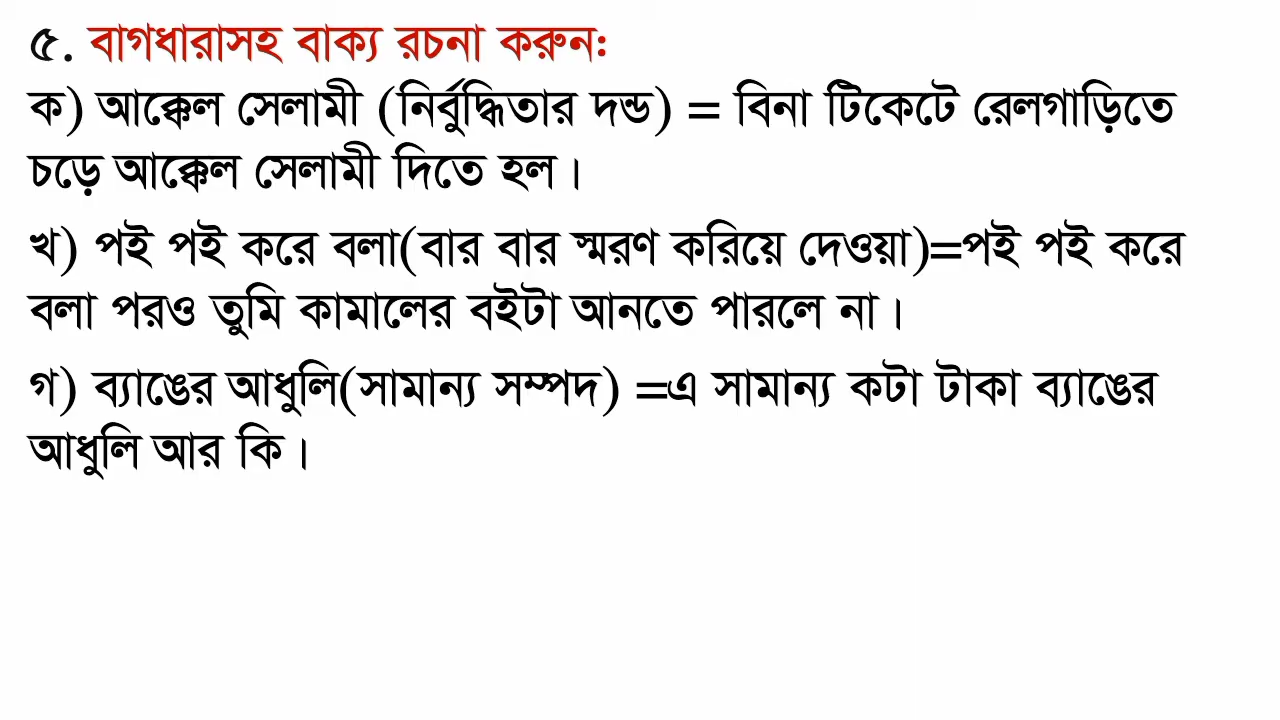 ৫. বাগধারাসহ বাক্য রচনা করুনঃ
ক) আক্কেল সেলামী (নির্বুদ্ধিতার দন্ড) = বিনা টিকেটে রেলগাড়িতে
চড়ে আক্কেল সেলামী দিতে হল।
খ) পই পই করে বলা(বার বার স্মরণ করিয়ে দেওয়া)=পই পই করে
বলা পরও তুমি কামালের বইটা আনতে পারলে না।
গ) ব্যাঙের আধুলি(সামান্য সম্পদ) =এ সামান্য কটা টাকা ব্যাঙের
আধুলি আর কি।